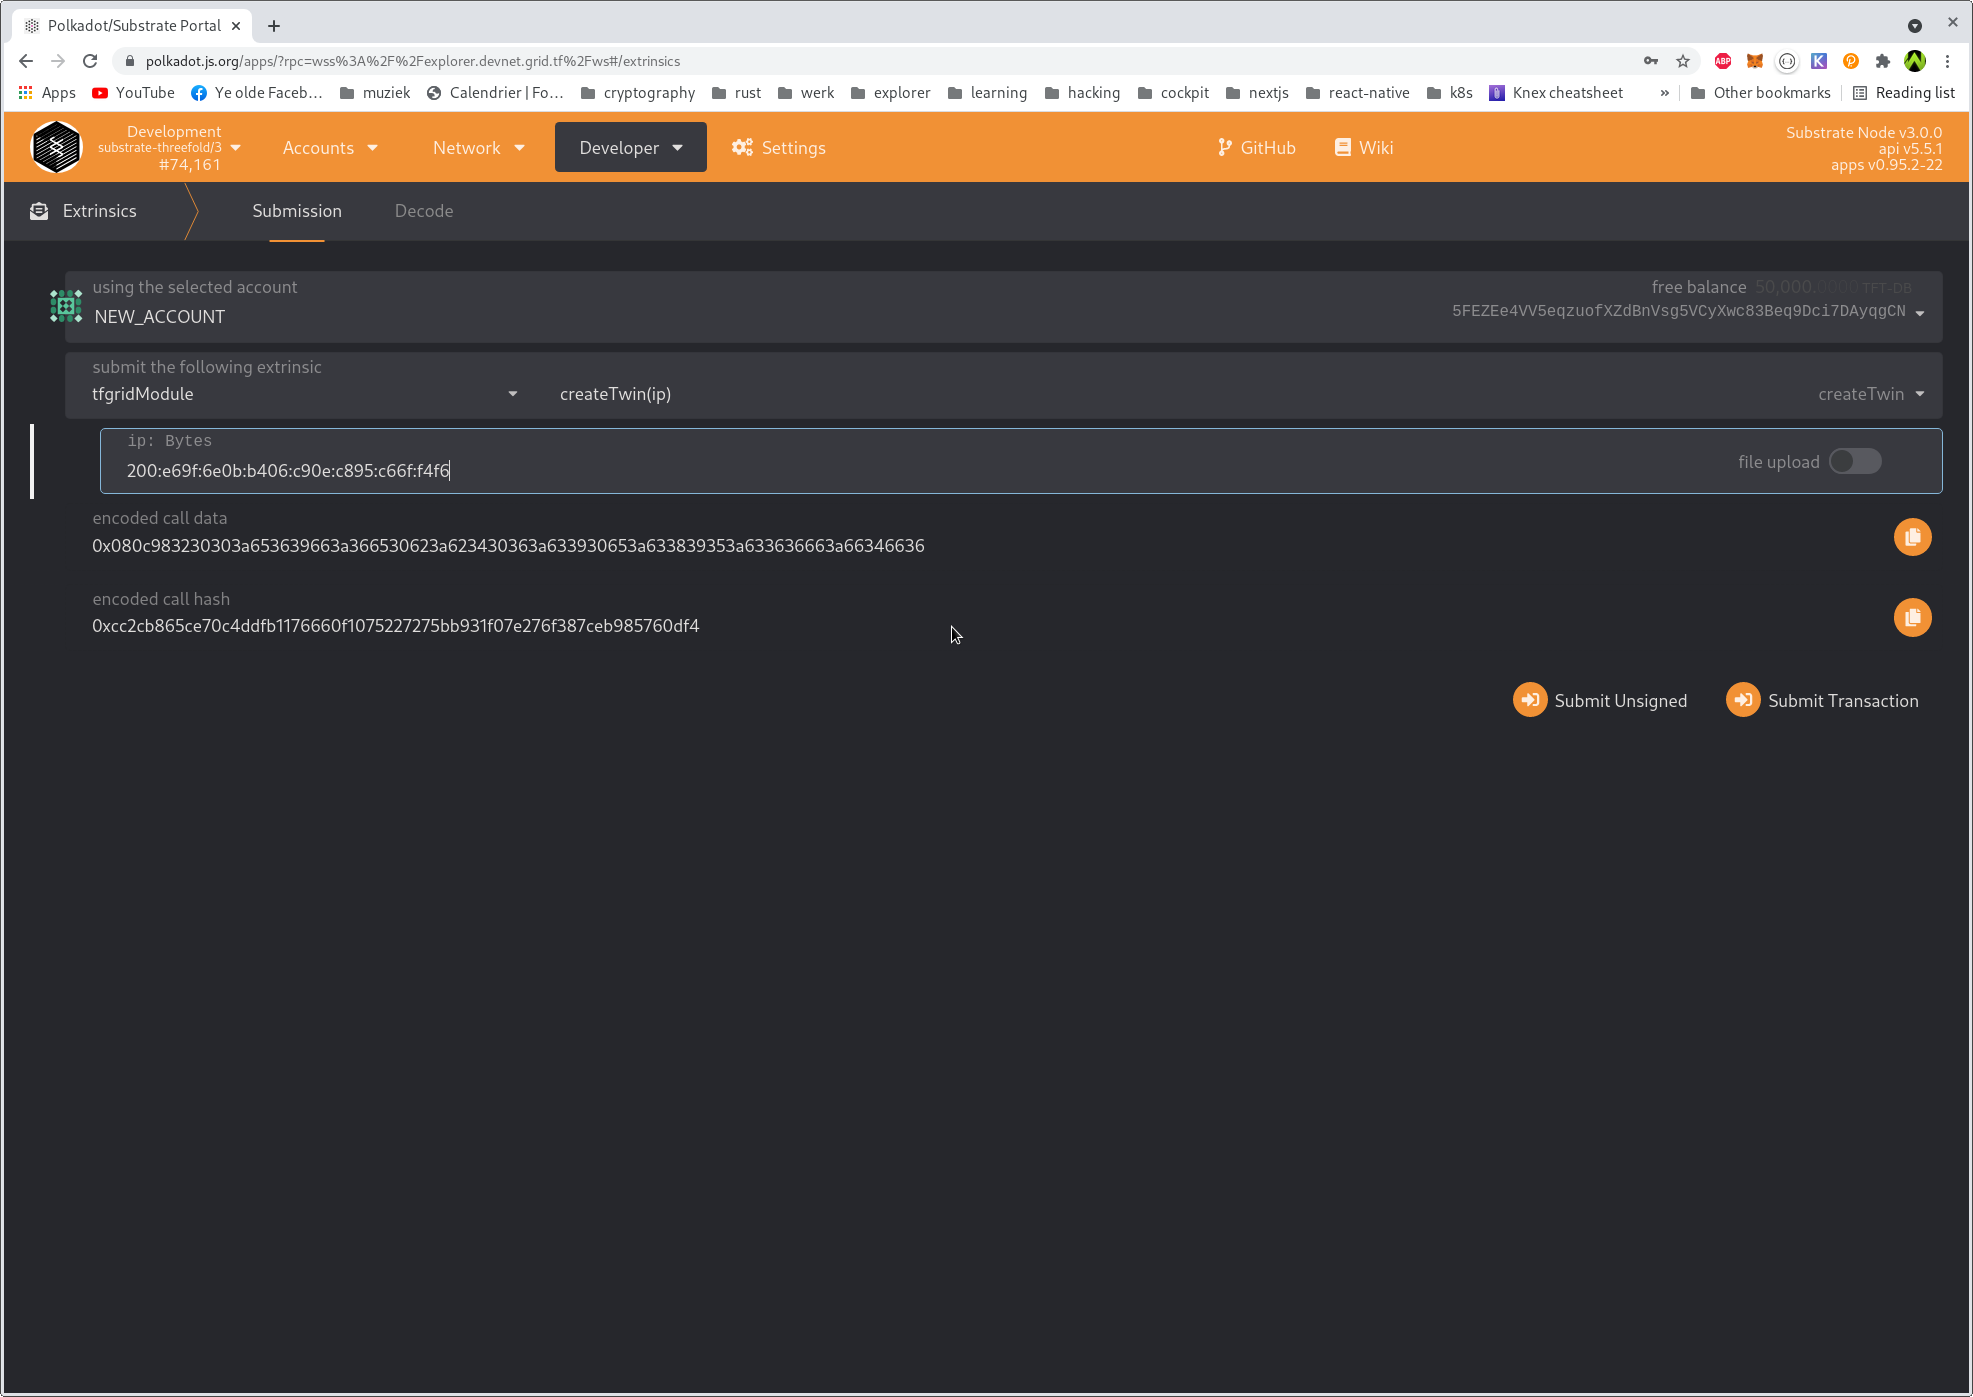 Polkadot/Substrate Portal
polkadot.js.org/apps/?rpc=wss%3A%2F%2Fexplorer.devnet.grid.tf%2Fws#/extrinsics
ABP
K
Apps YouTube Ye olde Faceb... muziek Calendrier | Fo... cryptography rust werk explorer learning hacking cockpit nextjs react-native k8s Knex cheatsheet » Other bookmarks Reading list
Development
substrate-threefold/3
#74,161
Accounts Network Developer Settings GitHub Wiki
Substrate Node v3.0.0
api v5.5.1
apps v0.95.2-22
Extrinsics Submission Decode
using the selected account
NEW_ACCOUNT
free balance 50,000.0000 TFT-DB
5FEZEe4VV5eqzuofXZdBnVsg5VCyXwc83Beq9Dci7DAyqgCN
submit the following extrinsic
tfgridModule createTwin(ip) createTwin
ip: Bytes
200:e69f:6e0b:b406:c90e:c895:c66f:f4f6
file upload
encoded call data
0x080c983230303a653639663a366530623a623430363a633930653a633839353a633636663a66346636
encoded call hash
0xcc2cb865ce70c4ddfb1176660f1075227275bb931f07e276f387ceb985760df4
Submit Unsigned Submit Transaction